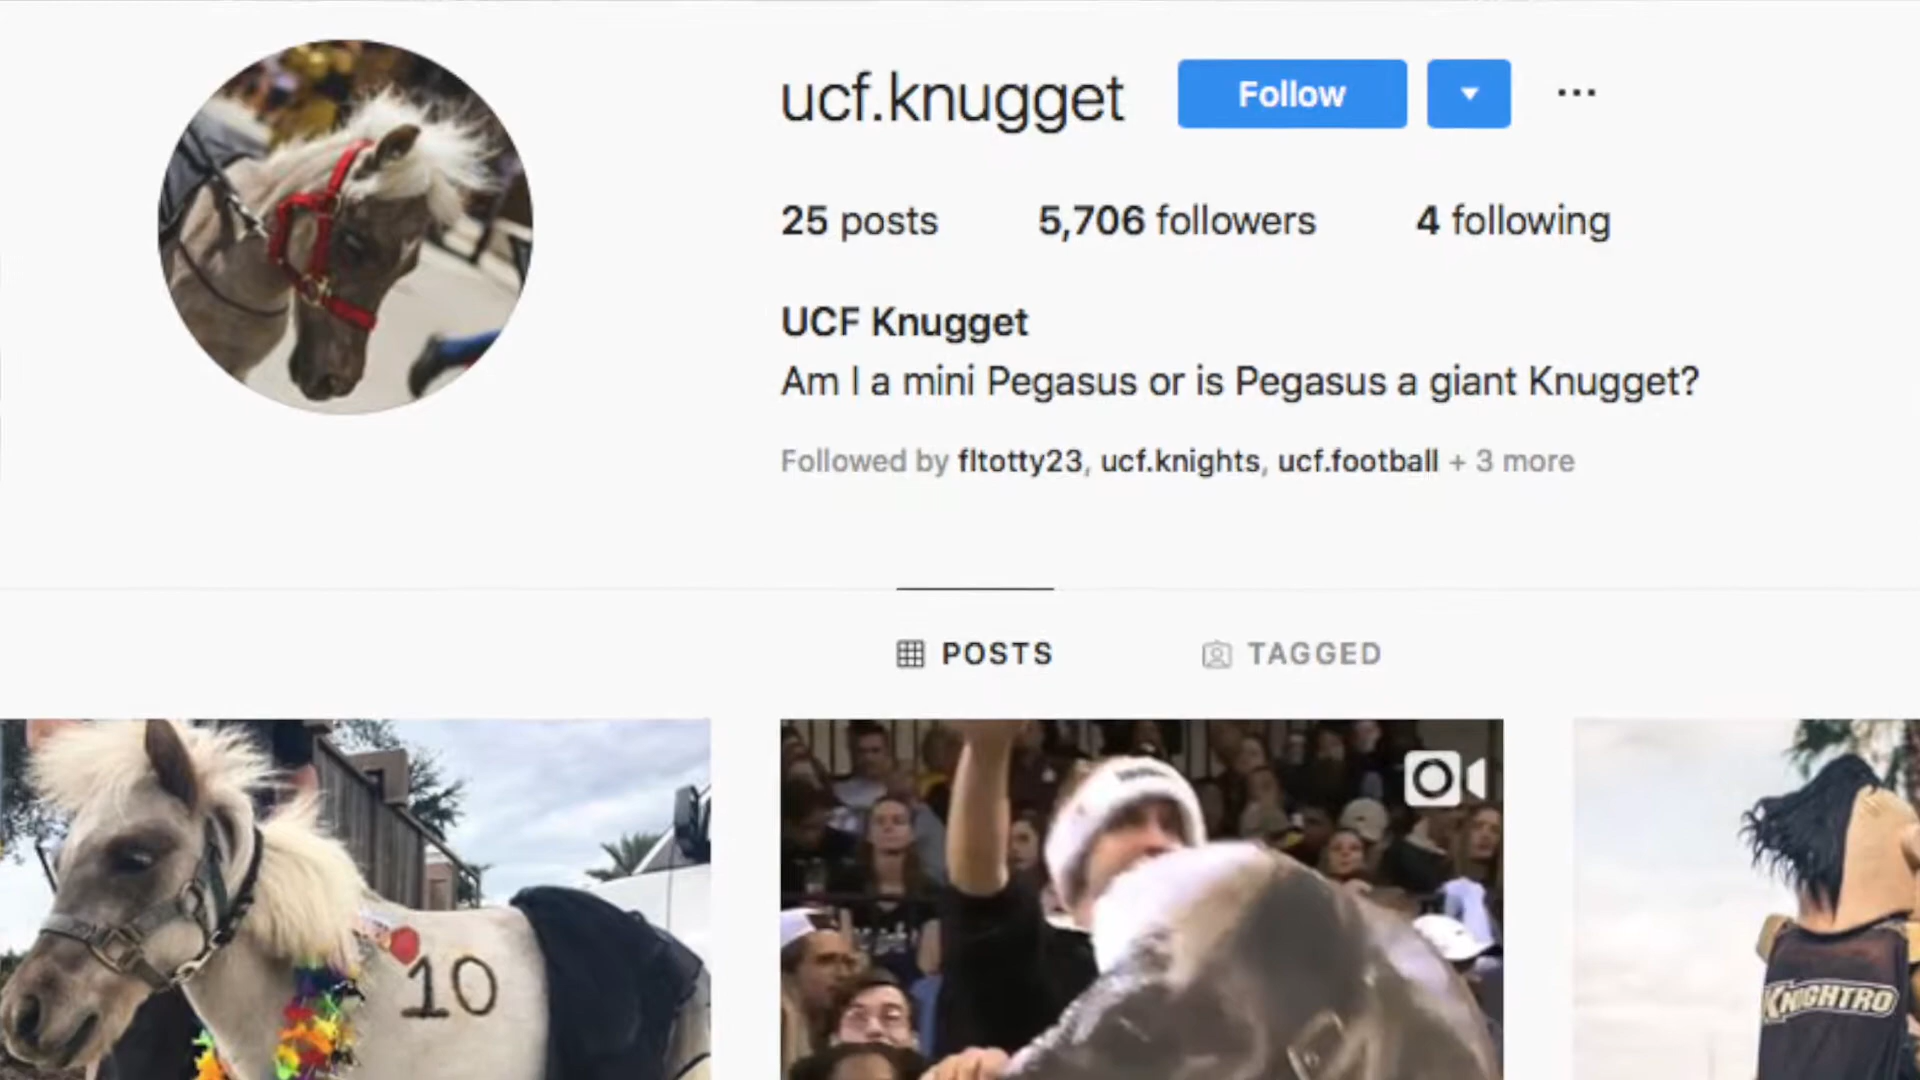 ucf.knugget Follow
25 posts 5,706 followers 4 following
UCF Knugget
Am I a mini Pegasus or is Pegasus a giant Knugget?
Followed by fltotty23, ucf.knights, ucf.football + 3 more
POSTS TAGGED
10
KNIGHTRO